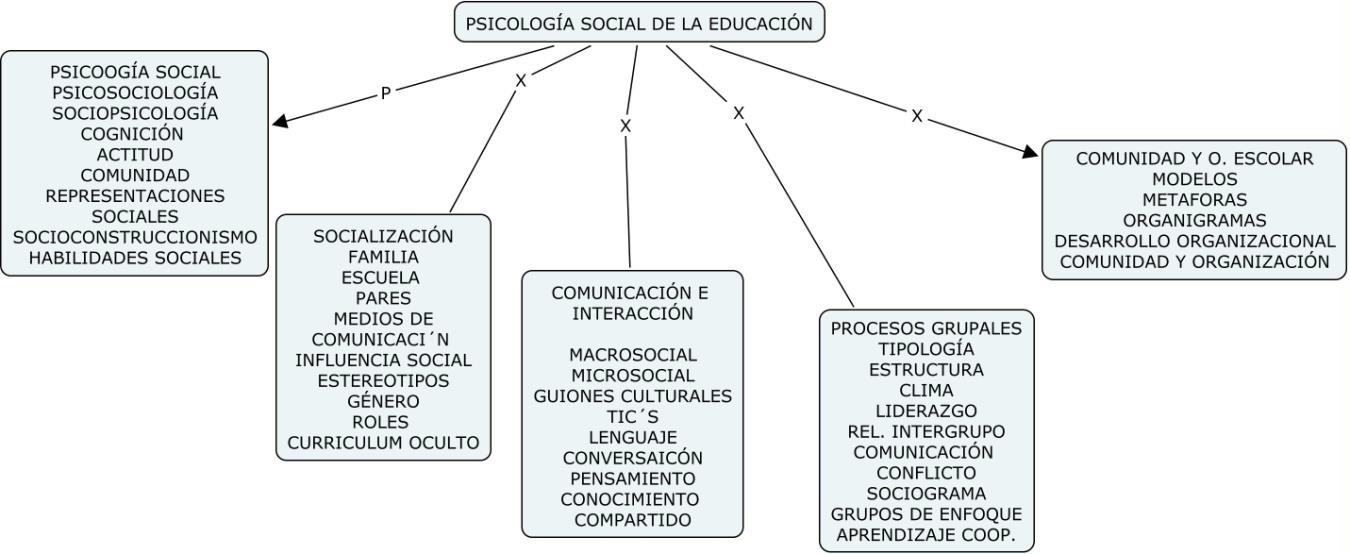 PSICOLOGÍA SOCIAL DE LA EDUCACIÓN
P
X
X
X
X
PSICOOGÍA SOCIAL
PSICOSOCIOLOGÍA
SOCIOPSICOLOGÍA
COGNICIÓN
ACTITUD
COMUNIDAD
REPRESENTACIONES
SOCIALES
SOCIOCONSTRUCCIONISMO
HABILIDADES SOCIALES
SOCIALIZACIÓN
FAMILIA
ESCUELA
PARES
MEDIOS DE
COMUNICACI´N
INFLUENCIA SOCIAL
ESTEREOTIPOS
GÉNERO
ROLES
CURRICULUM OCULTO
COMUNICACIÓN E
INTERACCIÓN
MACROSOCIAL
MICROSOCIAL
GUIONES CULTURALES
TIC´S
LENGUAJE
CONVERSAICÓN
PENSAMIENTO
CONOCIMIENTO
COMPARTIDO
PROCESOS GRUPALES
TIPOLOGÍA
ESTRUCTURA
CLIMA
LIDERAZGO
REL. INTERGRUPO
COMUNICACIÓN
CONFLICTO
SOCIOGRAMA
GRUPOS DE ENFOQUE
APRENDIZAJE COOP.
COMUNIDAD Y O. ESCOLAR
MODELOS
METAFORAS
ORGANIGRAMAS
DESARROLLO ORGANIZACIONAL
COMUNIDAD Y ORGANIZACIÓN